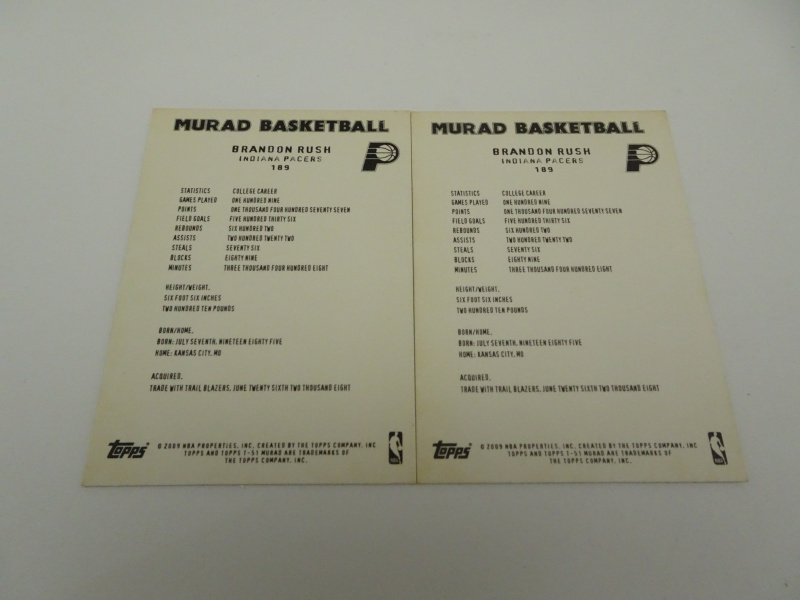 MURAD BASKETBALL
BRANDON RUSH
INDIANA PACERS
189
STATISTICS COLLEGE CAREER
GAMES PLAYED ONE HUNDRED NINE
POINTS ONE THOUSAND FOUR HUNDRED SEVENTY SEVEN
FIELD GOALS FIVE HUNDRED THIRTY SIX
REBOUNDS SIX HUNDRED TWO
ASSISTS TWO HUNDRED TWENTY TWO
STEALS SEVENTY SIX
BLOCKS EIGHTY NINE
MINUTES THREE THOUSAND FOUR HUNDRED EIGHT
HEIGHT/WEIGHT.
SIX FOOT SIX INCHES
TWO HUNDRED TEN POUNDS
BORN/HOME.
BORN: JULY SEVENTH, NINETEEN EIGHTY FIVE
HOME: KANSAS CITY, MO
ACQUIRED.
TRADE WITH TRAIL BLAZERS, JUNE TWENTY SIXTH TWO THOUSAND EIGHT
Topps
© 2009 NBA PROPERTIES, INC. CREATED BY THE TOPPS COMPANY, INC
TOPPS AND TOPPS T-51 MURAD ARE TRADEMARKS OF
THE TOPPS COMPANY, INC.
NBA
MURAD BASKETBALL
BRANDON RUSH
INDIANA PACERS
189
STATISTICS COLLEGE CAREER
GAMES PLAYED ONE HUNDRED NINE
POINTS ONE THOUSAND FOUR HUNDRED SEVENTY SEVEN
FIELD GOALS FIVE HUNDRED THIRTY SIX
REBOUNDS SIX HUNDRED TWO
ASSISTS TWO HUNDRED TWENTY TWO
STEALS SEVENTY SIX
BLOCKS EIGHTY NINE
MINUTES THREE THOUSAND FOUR HUNDRED EIGHT
HEIGHT/WEIGHT.
SIX FOOT SIX INCHES
TWO HUNDRED TEN POUNDS
BORN/HOME.
BORN: JULY SEVENTH, NINETEEN EIGHTY FIVE
HOME: KANSAS CITY, MO
ACQUIRED.
TRADE WITH TRAIL BLAZERS, JUNE TWENTY SIXTH TWO THOUSAND EIGHT
Topps
© 2009 NBA PROPERTIES, INC. CREATED BY THE TOPPS COMPANY, INC
TOPPS AND TOPPS T-51 MURAD ARE TRADEMARKS OF
THE TOPPS COMPANY, INC.
NBA